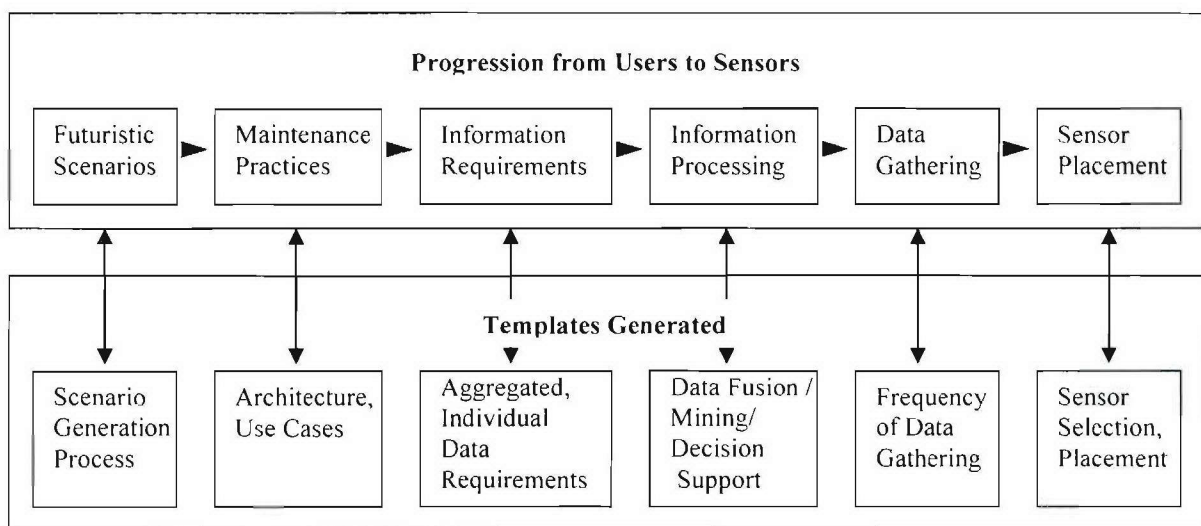 Progression from Users to Sensors
Futuristic
Scenarios
Maintenance
Practices
Information
Requirements
Information
Processing
Data
Gathering
Sensor
Placement
Templates Generated
Scenario
Generation
Process
Architecture,
Use Cases
Aggregated,
Individual
Data
Requirements
Data Fusion /
Mining/
Decision
Support
Frequency
of Data
Gathering
Sensor
Selection,
Placement